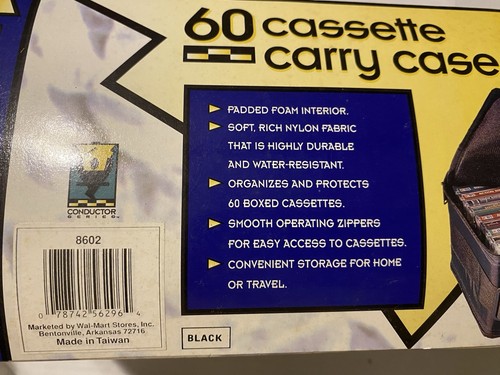 60 cassette
carry case
PADDED FOAM INTERIOR.
SOFT, RICH NYLON FABRIC
THAT IS HIGHLY DURABLE
AND WATER-RESISTANT.
ORGANIZES AND PROTECTS
60 BOXED CASSETTES.
SMOOTH OPERATING ZIPPERS
FOR EASY ACCESS TO CASSETTES.
CONVENIENT STORAGE FOR HOME
OR TRAVEL.
CONDUCTOR
SERIES
8602
0 78742 56296 4
Marketed by Wal-Mart Stores, Inc.
Bentonville, Arkansas 72716
Made in Taiwan
BLACK